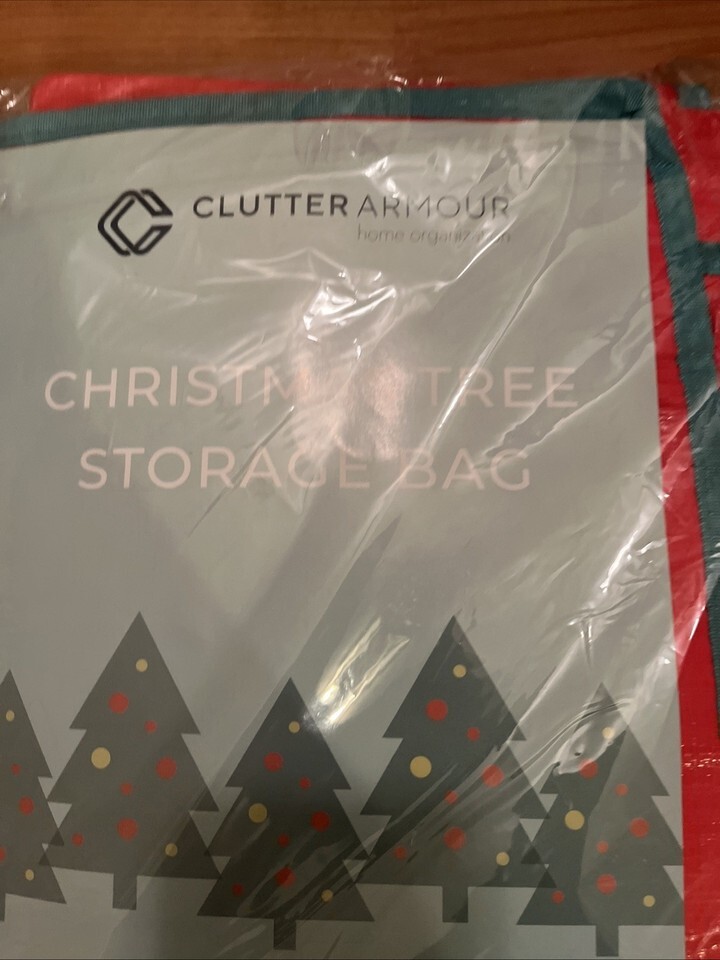 CLUTTER ARMOUR
home organization
CHRISTMAS TREE
STORAGE BAG